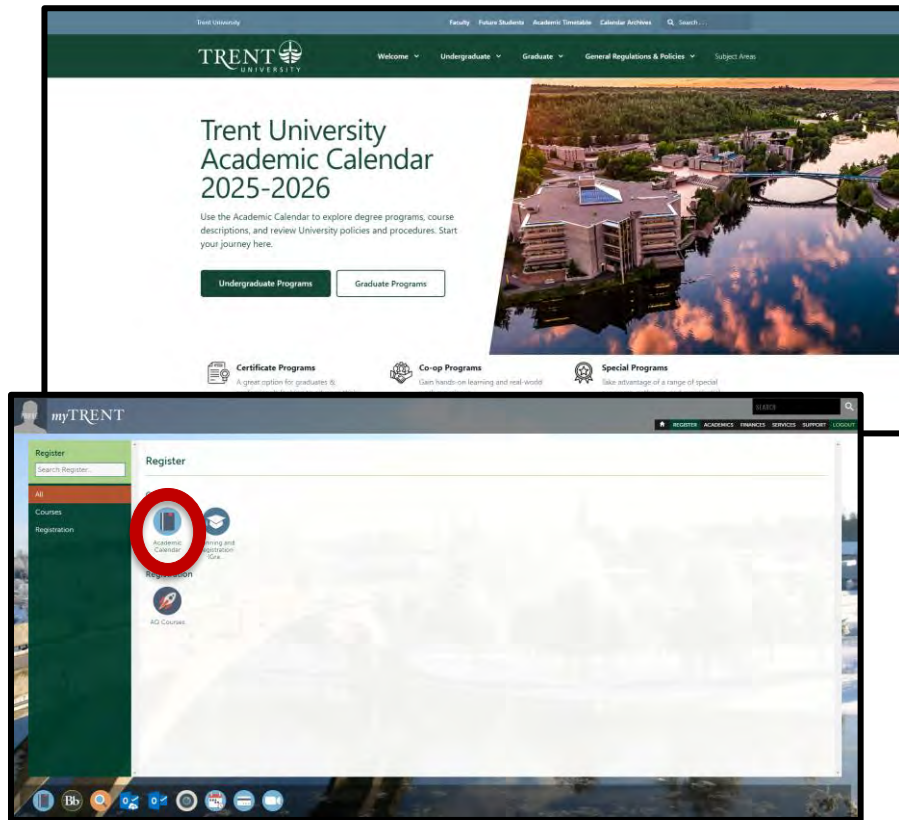 Trent University
Faculty Future Students Academic Timetable Calendar Archives Search . . .
TRENT
UNIVERSITY
Welcome Undergraduate Graduate General Regulations & Policies Subject Areas
Trent University
Academic Calendar
2025-2026
Use the Academic Calendar to explore degree programs, course
descriptions, and review University policies and procedures. Start
your journey here.
Undergraduate Programs Graduate Programs
Certificate Programs
A great option for graduates &
Co-op Programs
Gain hands-on learning and real-world
Special Programs
Take advantage of a range of special
myTRENT
SEARCH
REGISTER ACADEMICS FINANCES SERVICES SUPPORT LOGOUT
Register
Search Register...
All
Courses
Registration
Register
Academic
Calendar
and
(Gra...
Registration
AQ Courses
Bb